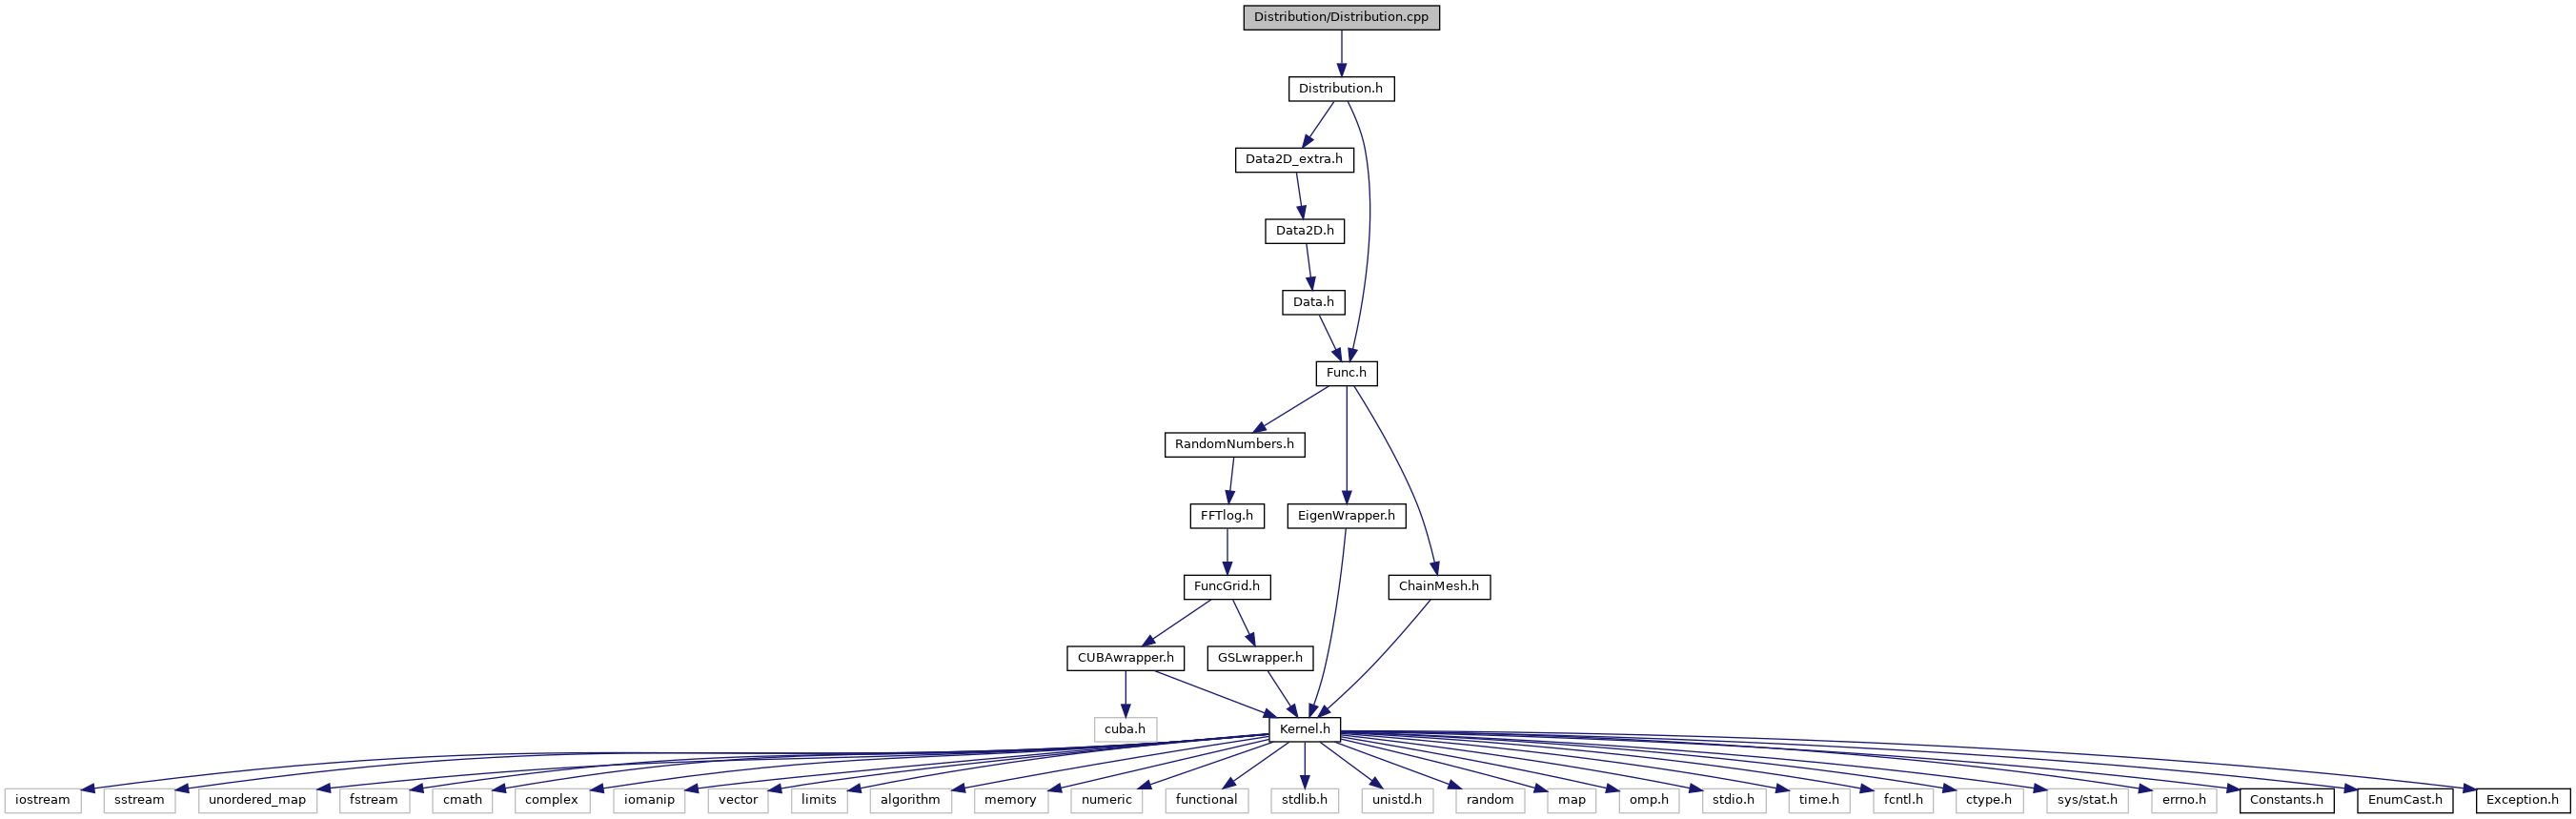 Distribution/Distribution.cpp
Distribution.h
Data2D_extra.h
Data2D.h
Data.h
Func.h
RandomNumbers.h
FFTlog.h
EigenWrapper.h
FuncGrid.h
ChainMesh.h
CUBAwrapper.h
GSLwrapper.h
cuba.h
Kernel.h
iostream
sstream
unordered_map
fstream
cmath
complex
iomanip
vector
limits
algorithm
memory
numeric
functional
stdlib.h
unistd.h
random
map
omp.h
stdio.h
time.h
fcntl.h
ctype.h
sys/stat.h
errno.h
Constants.h
EnumCast.h
Exception.h